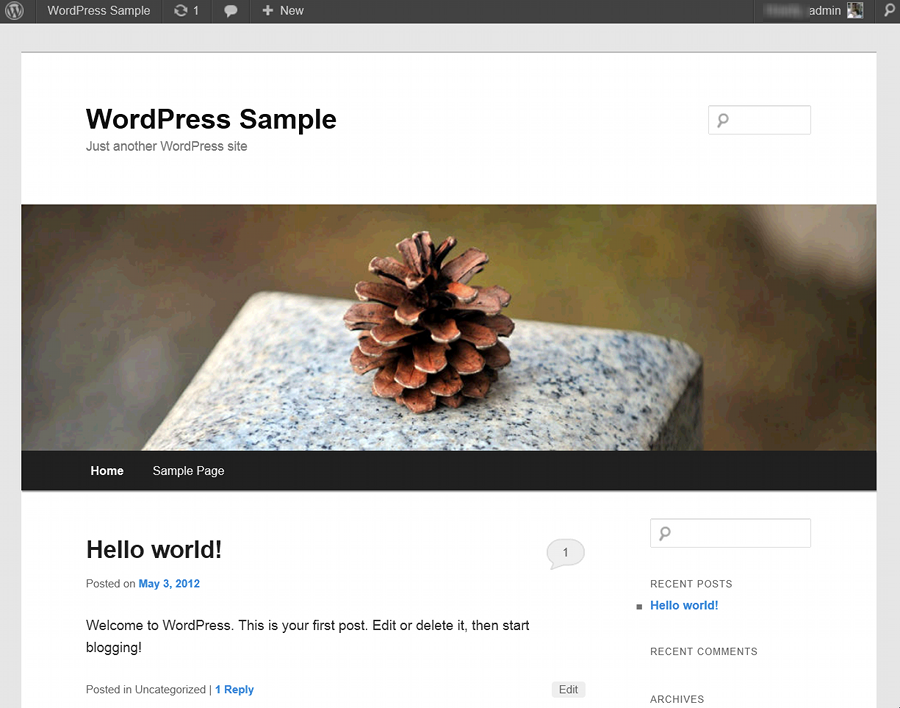 WordPress Sample 1 New admin
WordPress Sample
Just another WordPress site
Home Sample Page
Hello world!
1
Posted on May 3, 2012
Welcome to WordPress. This is your first post. Edit or delete it, then start
blogging!
Posted in Uncategorized | 1 Reply
Edit
RECENT POSTS
Hello world!
RECENT COMMENTS
ARCHIVES